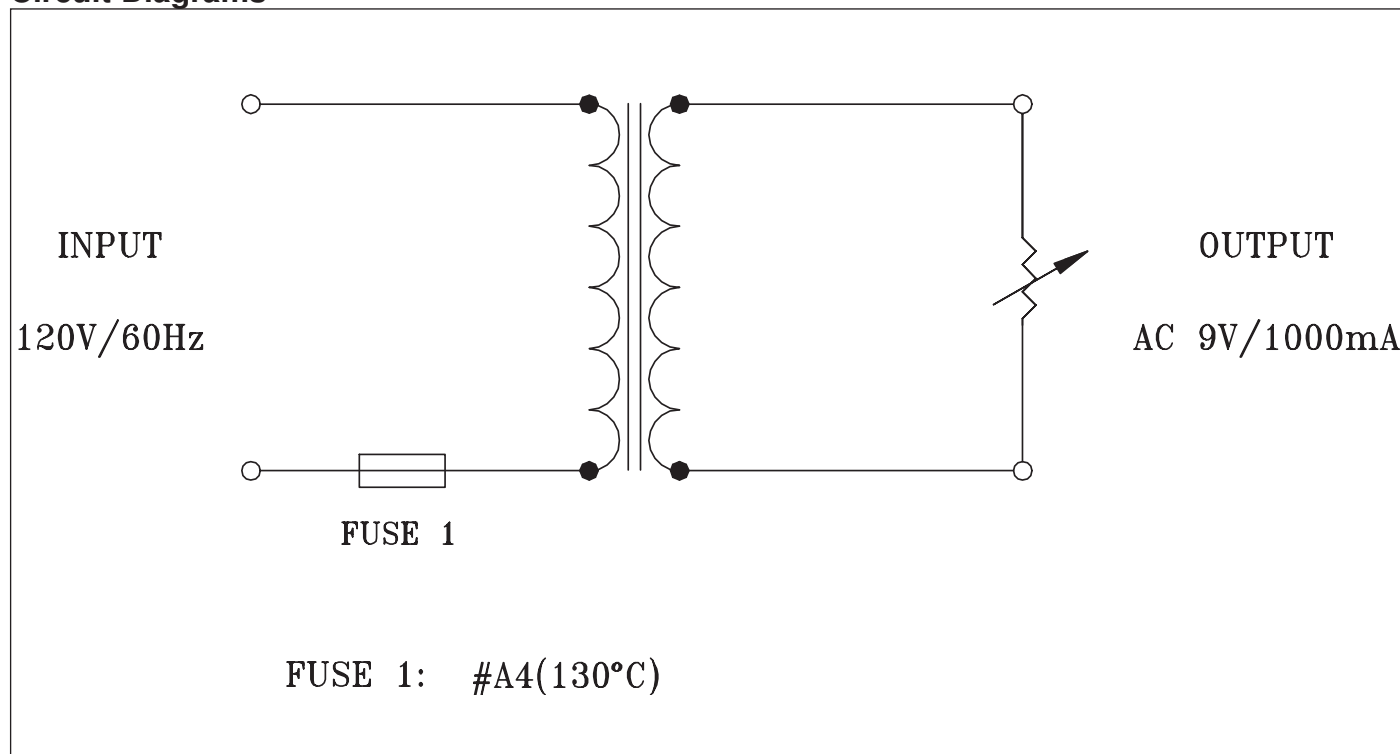 Circuit Diagrams
INPUT
120V/60Hz
OUTPUT
AC 9V/1000mA
FUSE 1
FUSE 1: #A4(130°C)